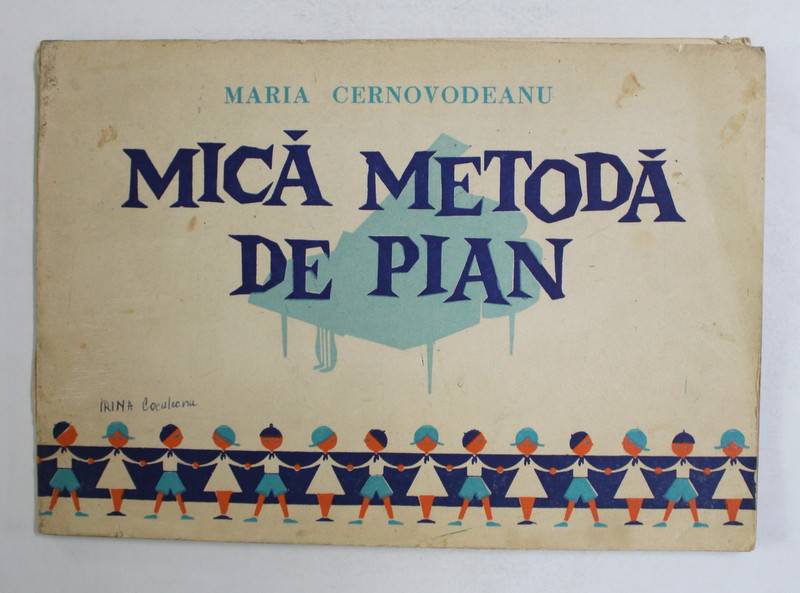 MARIA CERNOVODEANU
MICĂ METODĂ
DE PIAN
IRINA